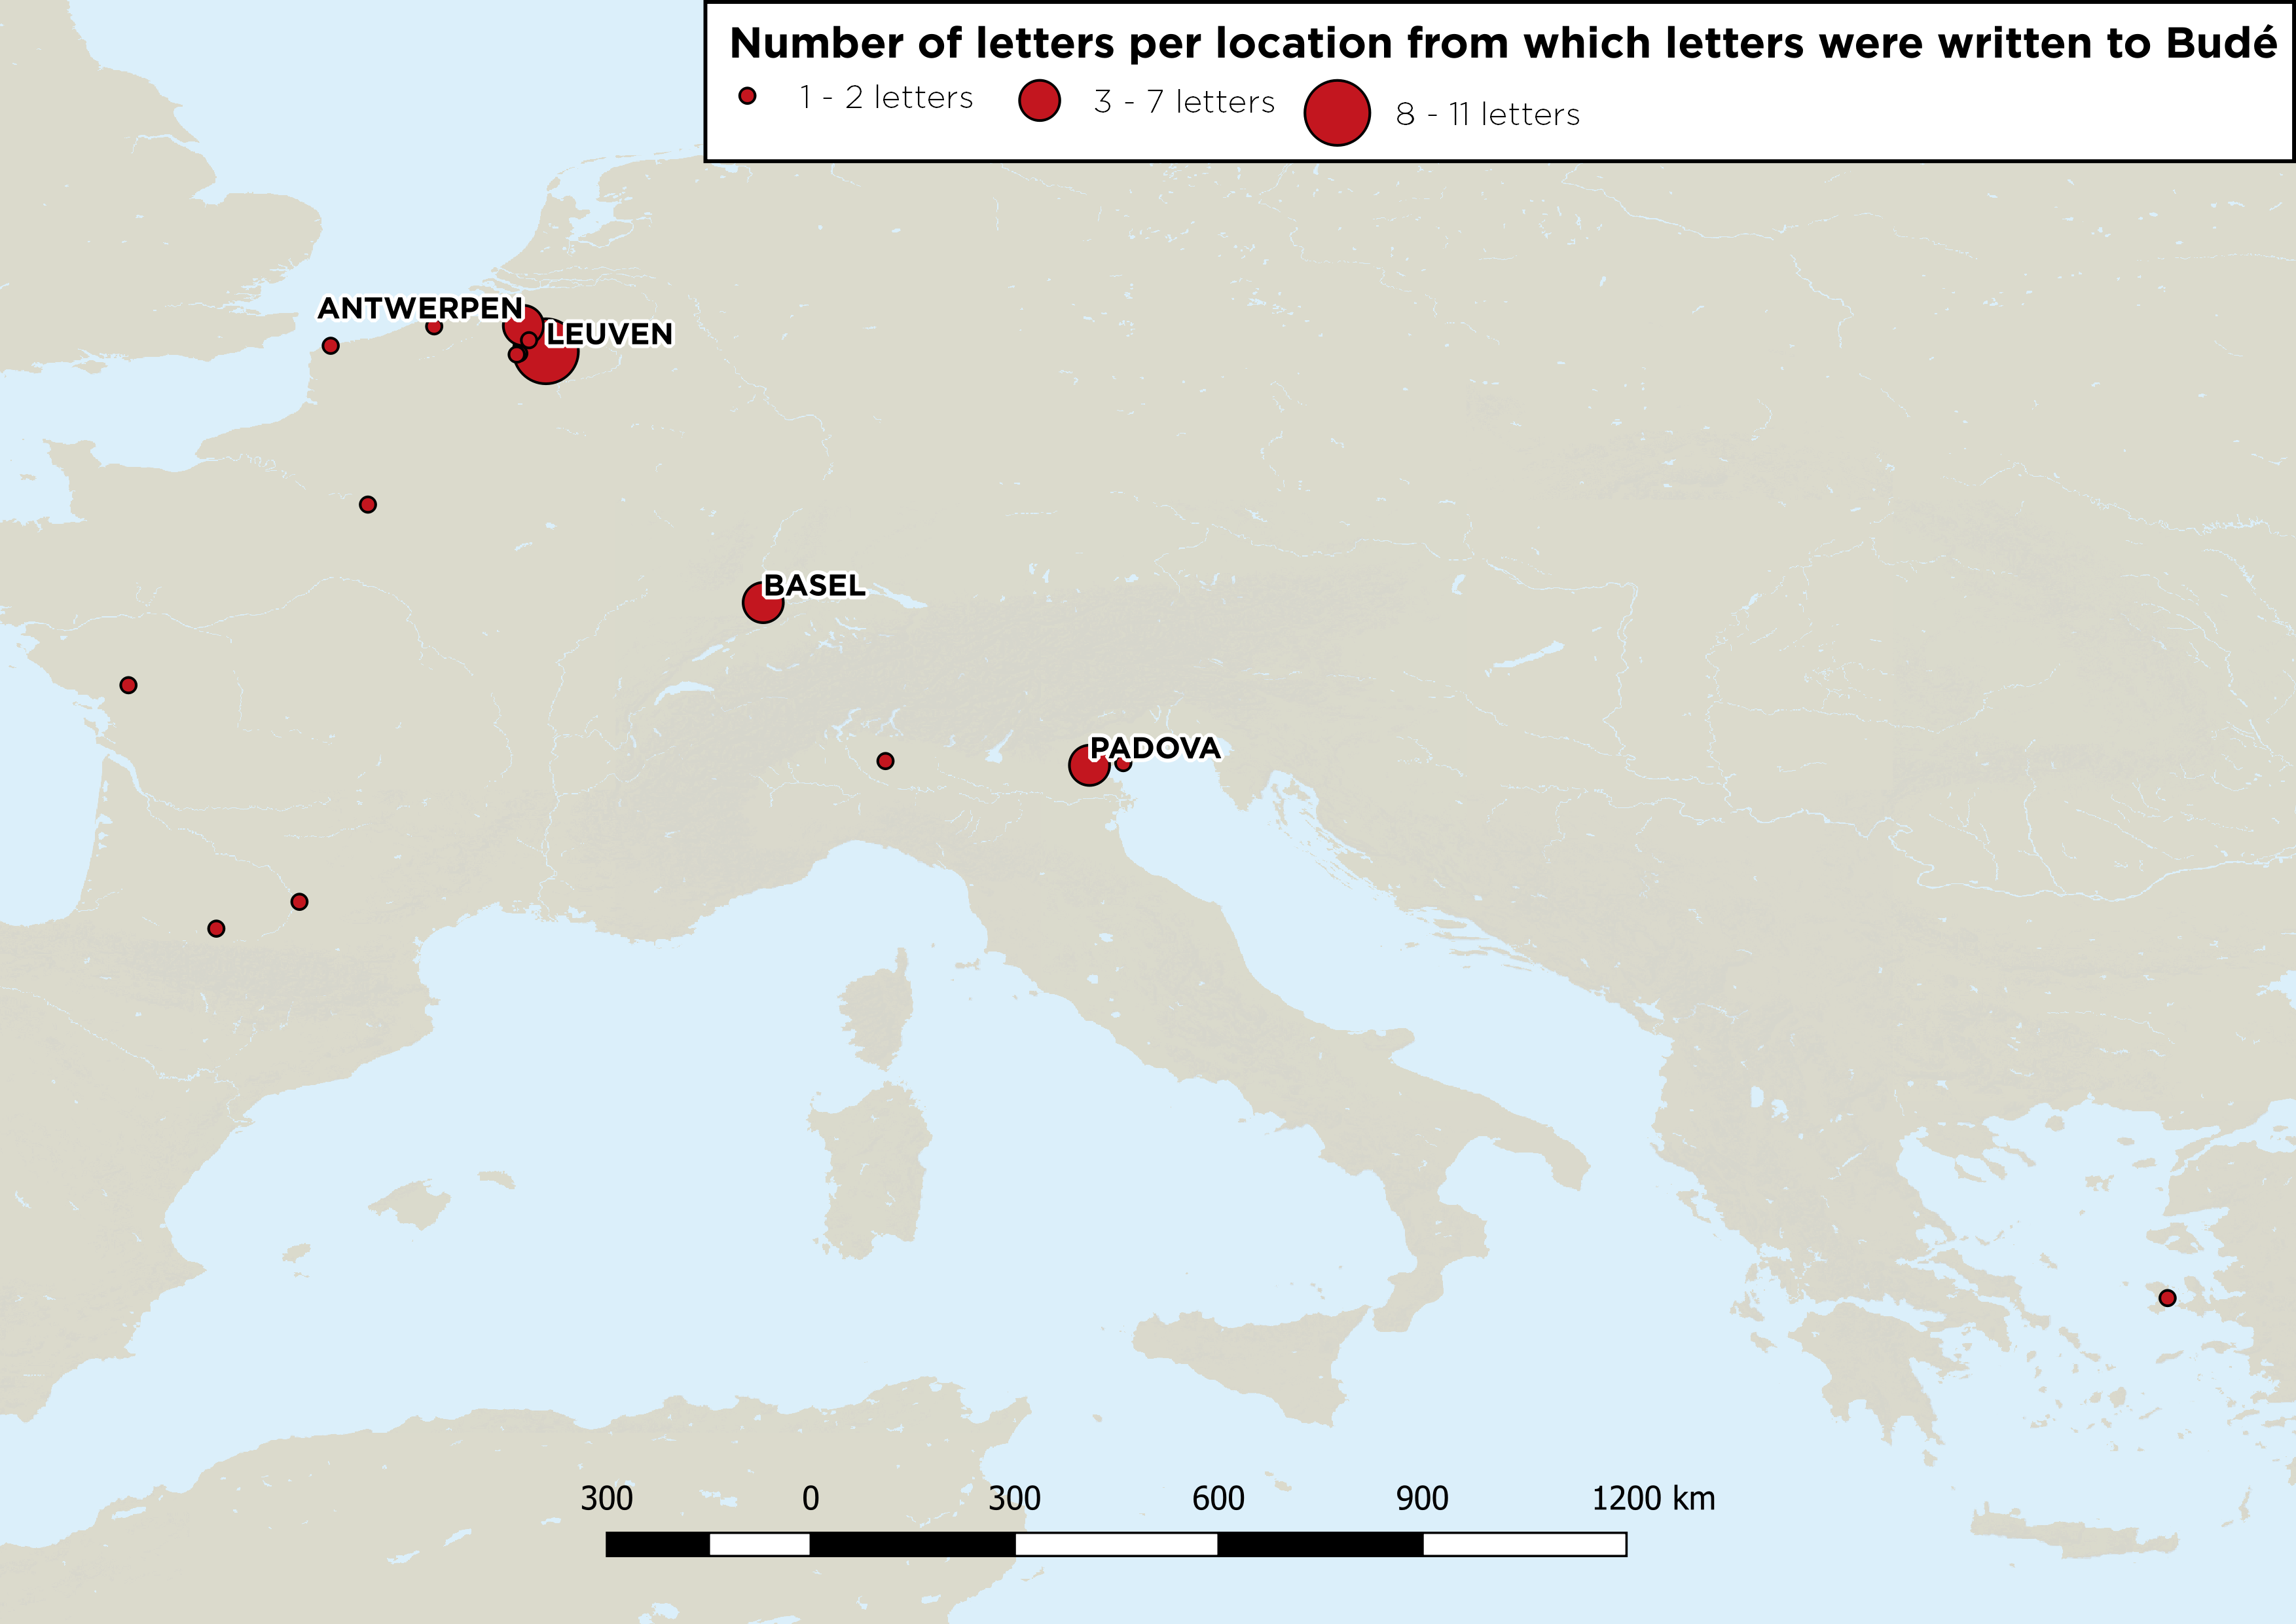 Number of letters per location from which letters were written to Budé
1 - 2 letters 3 - 7 letters 8 - 11 letters
ANTWERPEN
LEUVEN
BASEL
PADOVA
300 0 300 600 900 1200 km